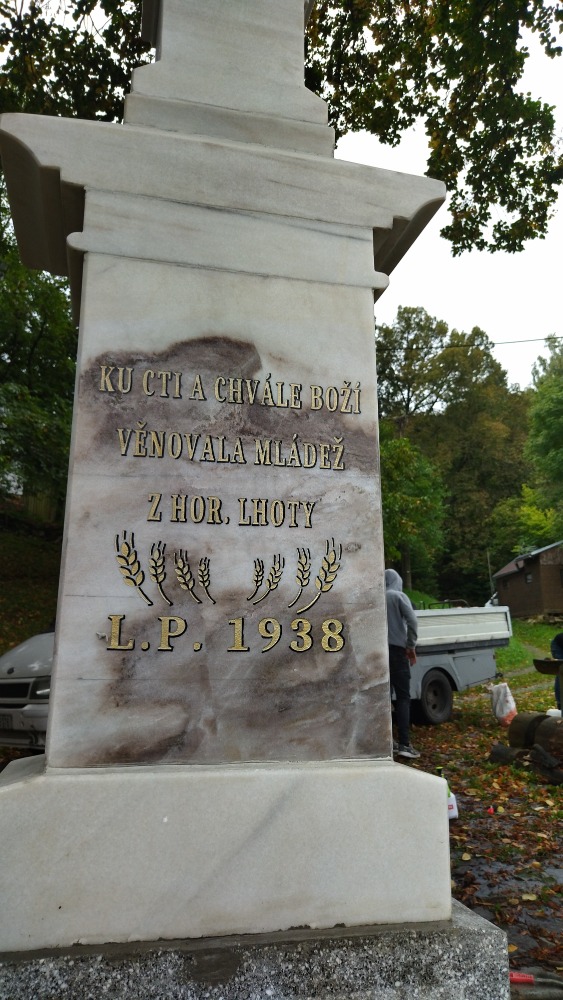 KU CTI A CHVÁLE BOŽÍ
VĚNOVALA MLÁDEŽ
Z HOR. LHOTY
L.P. 1938